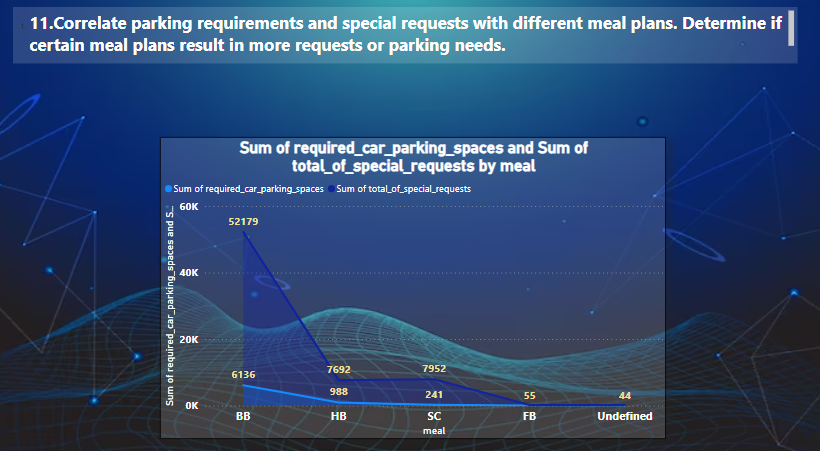 11.Correlate parking requirements and special requests with different meal plans. Determine if
certain meal plans result in more requests or parking needs.
Sum of required_car_parking_spaces and Sum of
total_of_special_requests by meal
Sum of required_car_parking_spaces Sum of total_of_special_requests
Sum of required_car_parking_spaces and S...
60K
52179
40K
20K
6136
7692
7952
988
241
55
44
0K
BB HB SC FB Undefined
meal